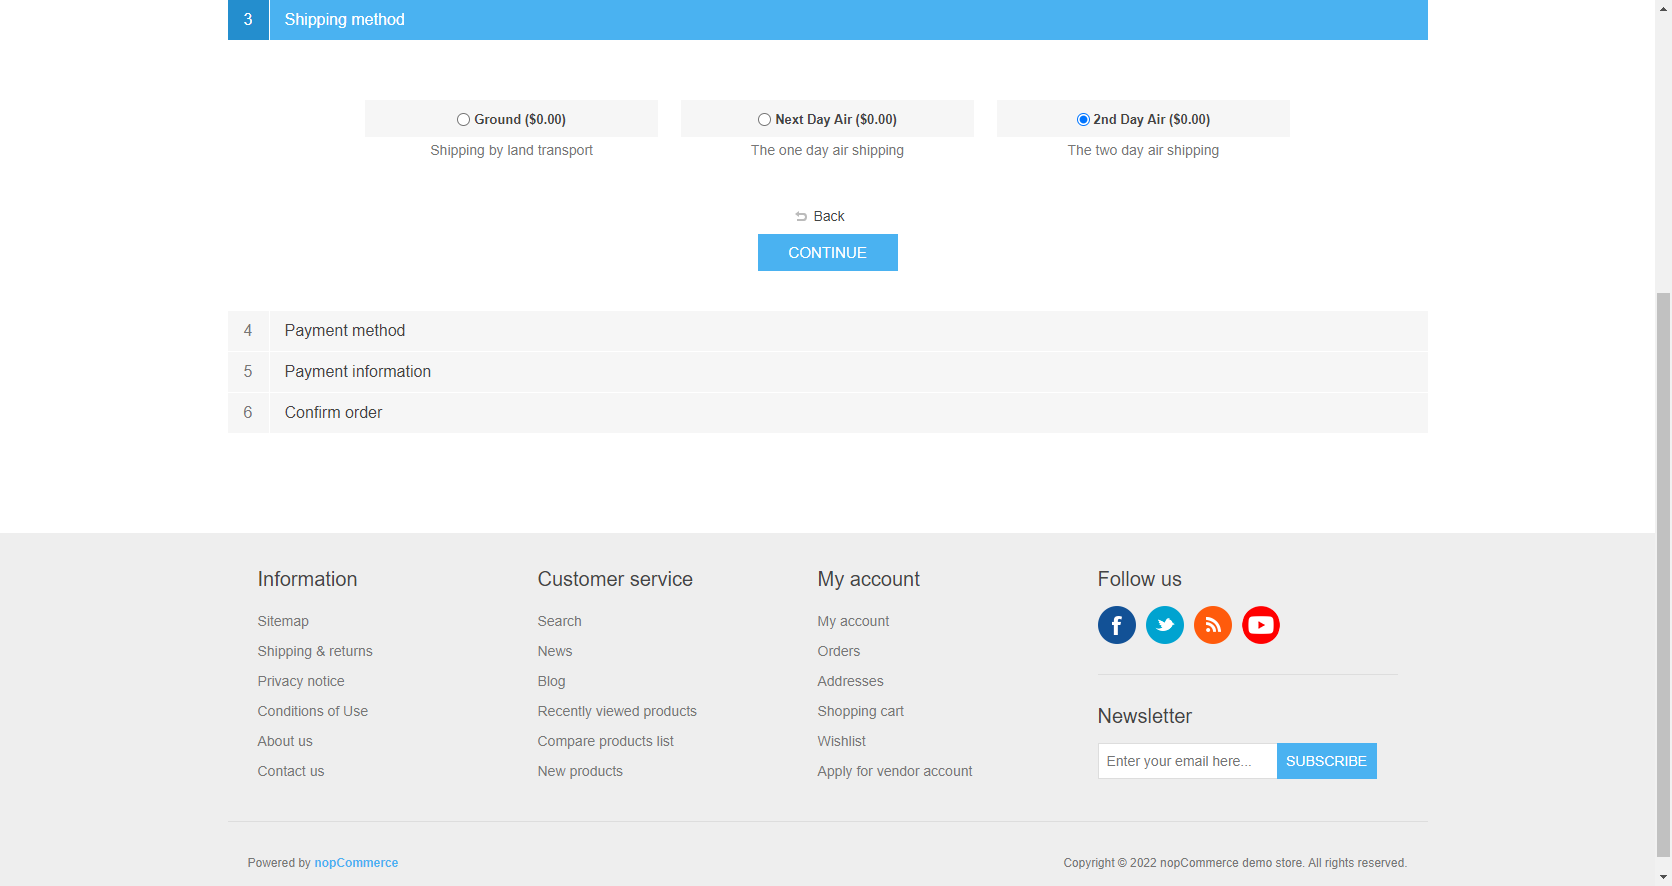 3 Shipping method
Ground ($0.00) Next Day Air ($0.00) 2nd Day Air ($0.00)
Shipping by land transport The one day air shipping The two day air shipping
Back
CONTINUE
4 Payment method
5 Payment information
6 Confirm order
Information
Sitemap
Shipping & returns
Privacy notice
Conditions of Use
About us
Contact us
Customer service
Search
News
Blog
Recently viewed products
Compare products list
New products
My account
My account
Orders
Addresses
Shopping cart
Wishlist
Apply for vendor account
Follow us
Newsletter
Enter your email here... SUBSCRIBE
Powered by nopCommerce
Copyright © 2022 nopCommerce demo store. All rights reserved.